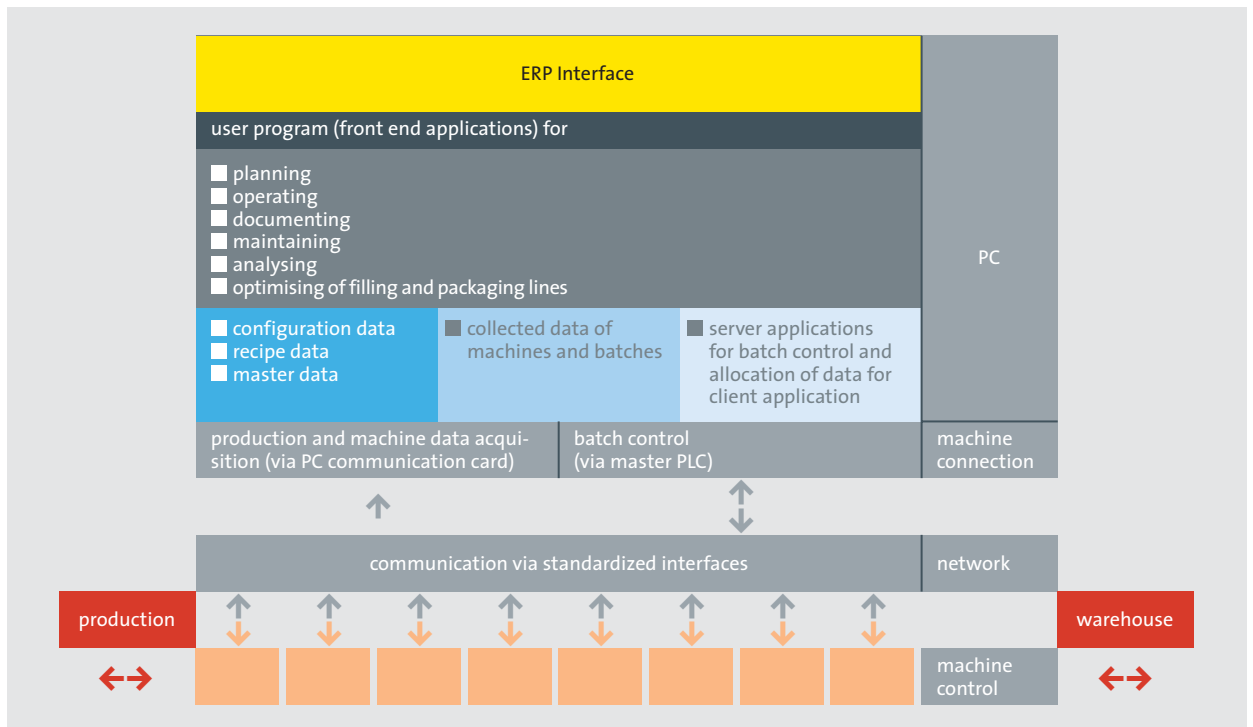 ERP Interface
user program (front end applications) for
planning
operating
documenting
maintaining
analysing
optimising of filling and packaging lines
PC
configuration data
recipe data
master data
collected data of
machines and batches
server applications
for batch control and
allocation of data for
client application
production and machine data acqui-
sition (via PC communication card)
batch control
(via master PLC)
machine
connection
communication via standardized interfaces
network
production
warehouse
machine
control